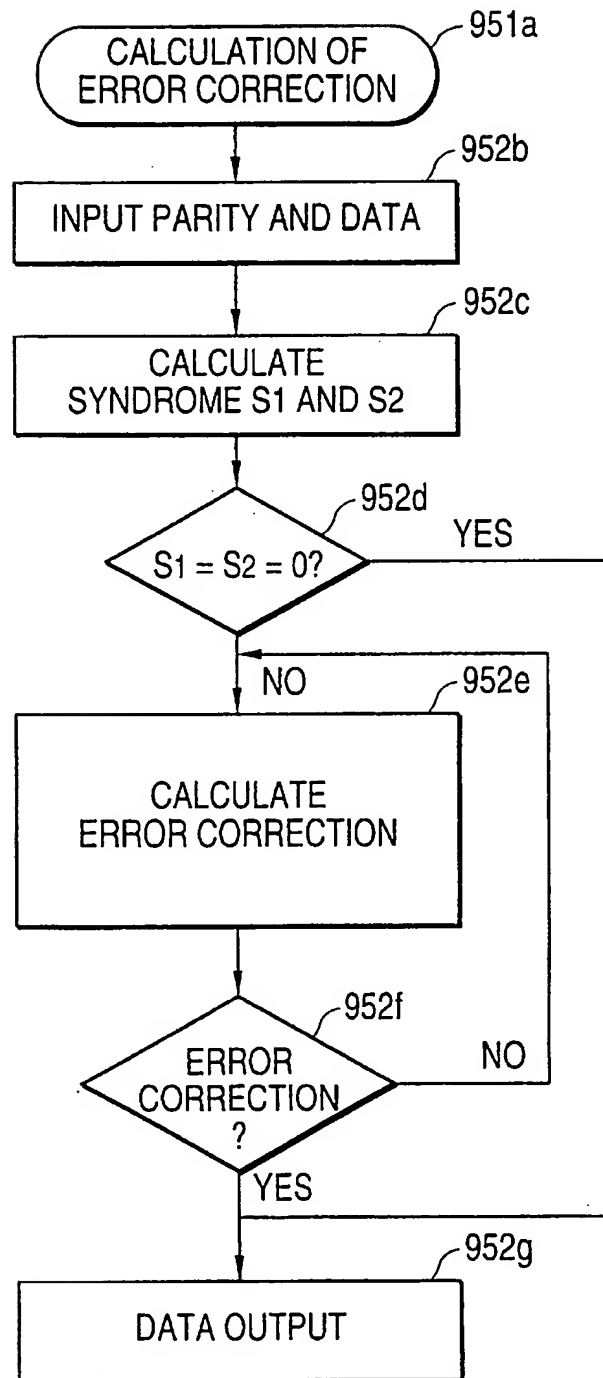 951a
CALCULATION OF
ERROR CORRECTION
952b
INPUT PARITY AND DATA
952c
CALCULATE
SYNDROME S1 AND S2
952d
S1 = S2 = 0?
YES
NO
952e
CALCULATE
ERROR CORRECTION
952f
ERROR
CORRECTION
?
NO
YES
952g
DATA OUTPUT